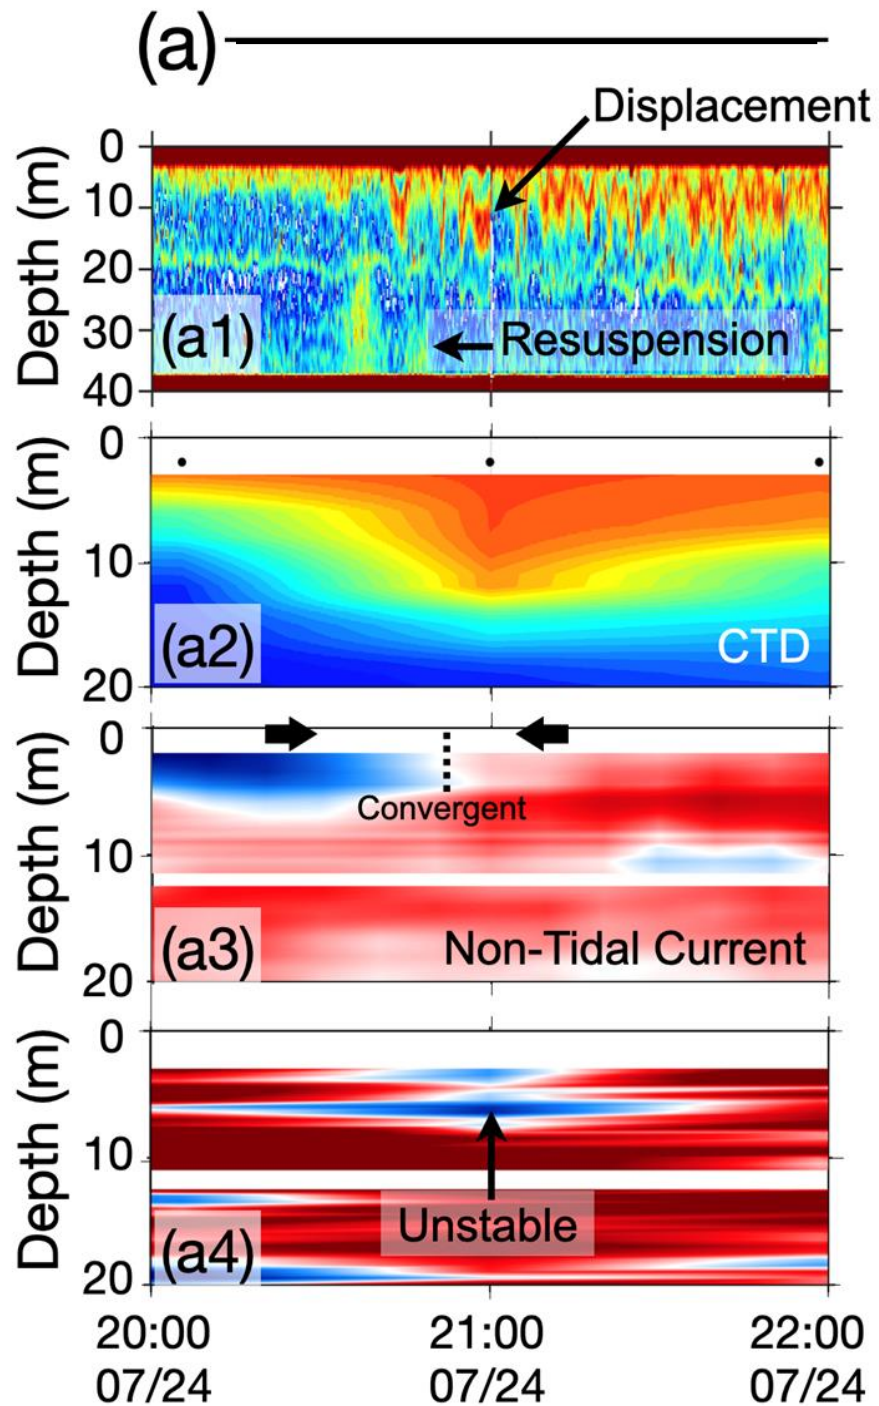 (a)
Displacement
0
10
20
30
40
Depth (m)
(a1)
Resuspension
0
10
20
Depth (m)
(a2)
CTD
0
10
20
Depth (m)
Convergent
(a3)
Non-Tidal Current
0
10
20
Depth (m)
Unstable
(a4)
20:00 21:00 22:00
07/24 07/24 07/24